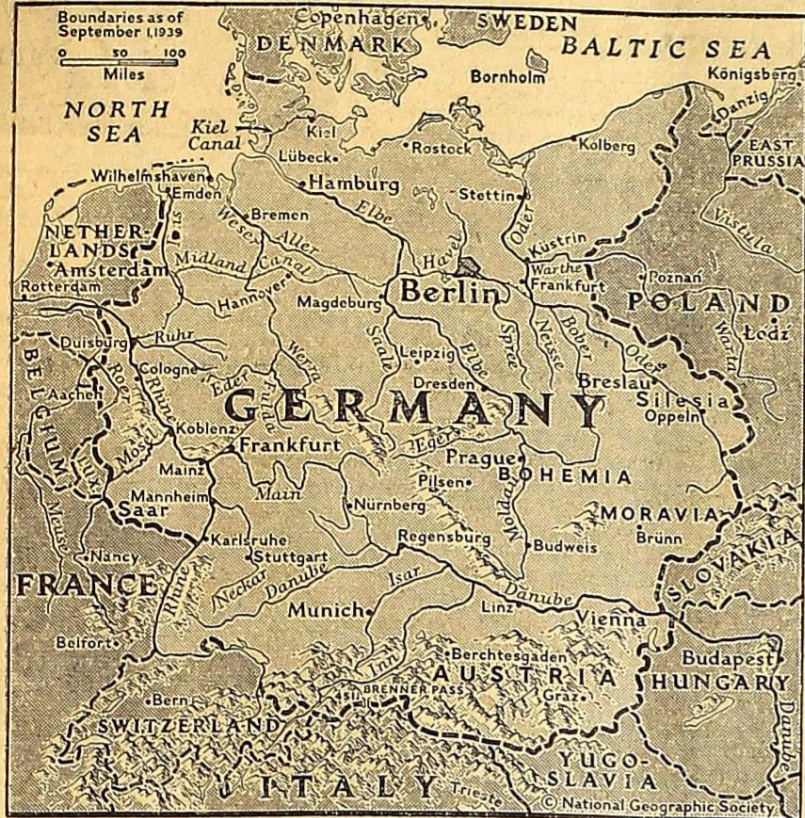 Boundaries as of
September 1, 1939
0 50 100
Miles
Copenhagen
SWEDEN
DENMARK
BALTIC SEA
Bornholm
Königsberg
Danzig
NORTH
SEA
Kiel
Canal
Kiel
Lübeck
Rostock
Kolberg
EAST
PRUSSIA
Wilhelmshaven
Emden
Hamburg
Stettin
Elbe
Oder
Vistula
Bremen
Weser
Aller
Havel
Küstrin
NETHER-
LANDS
Amsterdam
Midland
Canal
Warthe
Frankfurt
Poznań
Rotterdam
Hannover
Magdeburg
Berlin
POLAND
Łodź
Warta
Duisburg
Ruhr
Saale
Leipzig
Elbe
Spree
Neisse
Bober
Oder
BELGIUM
Cologne
Eder
Fulda
Werra
Dresden
Breslau
Silesia
Oppeln
Aachen
Roer
Rhine
GERMANY
Koblenz
Mosel
Frankfurt
Eger
Prague
BOHEMIA
LUX.
Mainz
Main
Pilsen
Moldau
Mannheim
Saar
Nürnberg
MORAVIA
Brünn
Meuse
Karlsruhe
Regensburg
Budweis
SLOVAKIA
Nancy
Stuttgart
FRANCE
Rhine
Neckar
Danube
Isar
Danube
Munich
Linz
Vienna
Belfort
Inn
Berchtesgaden
Budapest
AUSTRIA
HUNGARY
Bern
BRENNER PASS
Graz
Danube
SWITZERLAND
YUGO-
SLAVIA
ITALY
Trieste
© National Geographic Society